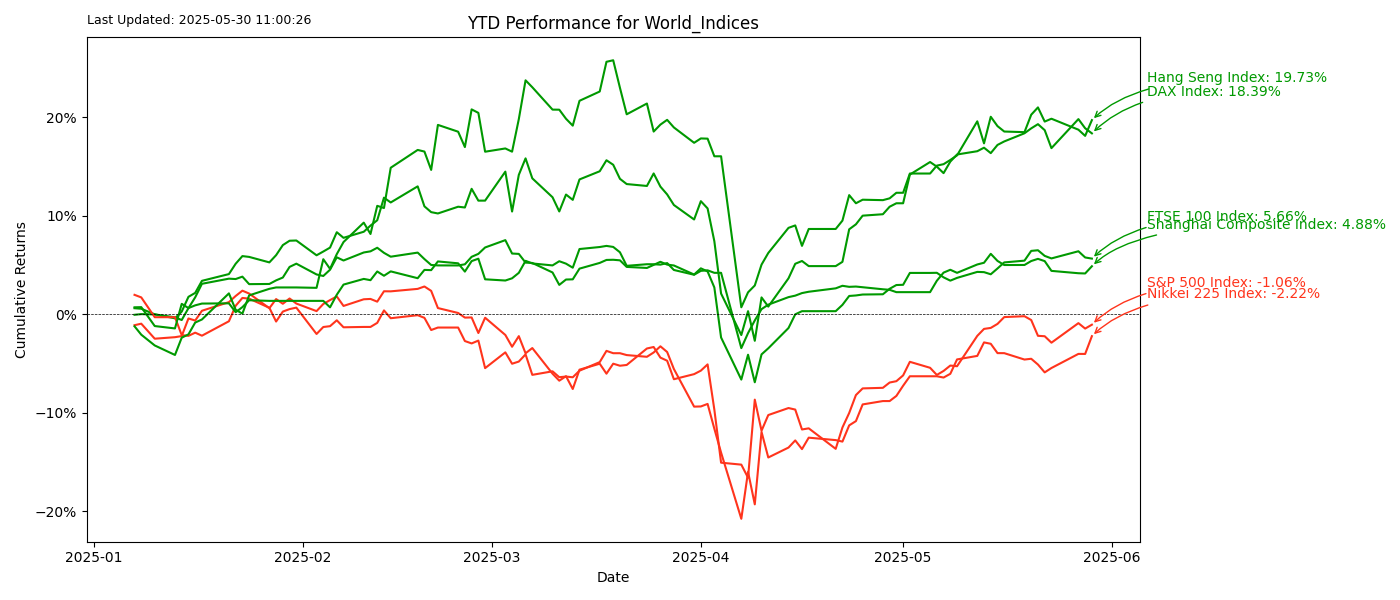 Last Updated: 2025-05-30 11:00:26
YTD Performance for World_Indices
Hang Seng Index: 19.73%
DAX Index: 18.39%
FTSE 100 Index: 5.66%
Shanghai Composite Index: 4.88%
S&P 500 Index: -1.06%
Nikkei 225 Index: -2.22%
Cumulative Returns
20%
10%
0%
−10%
−20%
2025-01
2025-02
2025-03
2025-04
2025-05
2025-06
Date